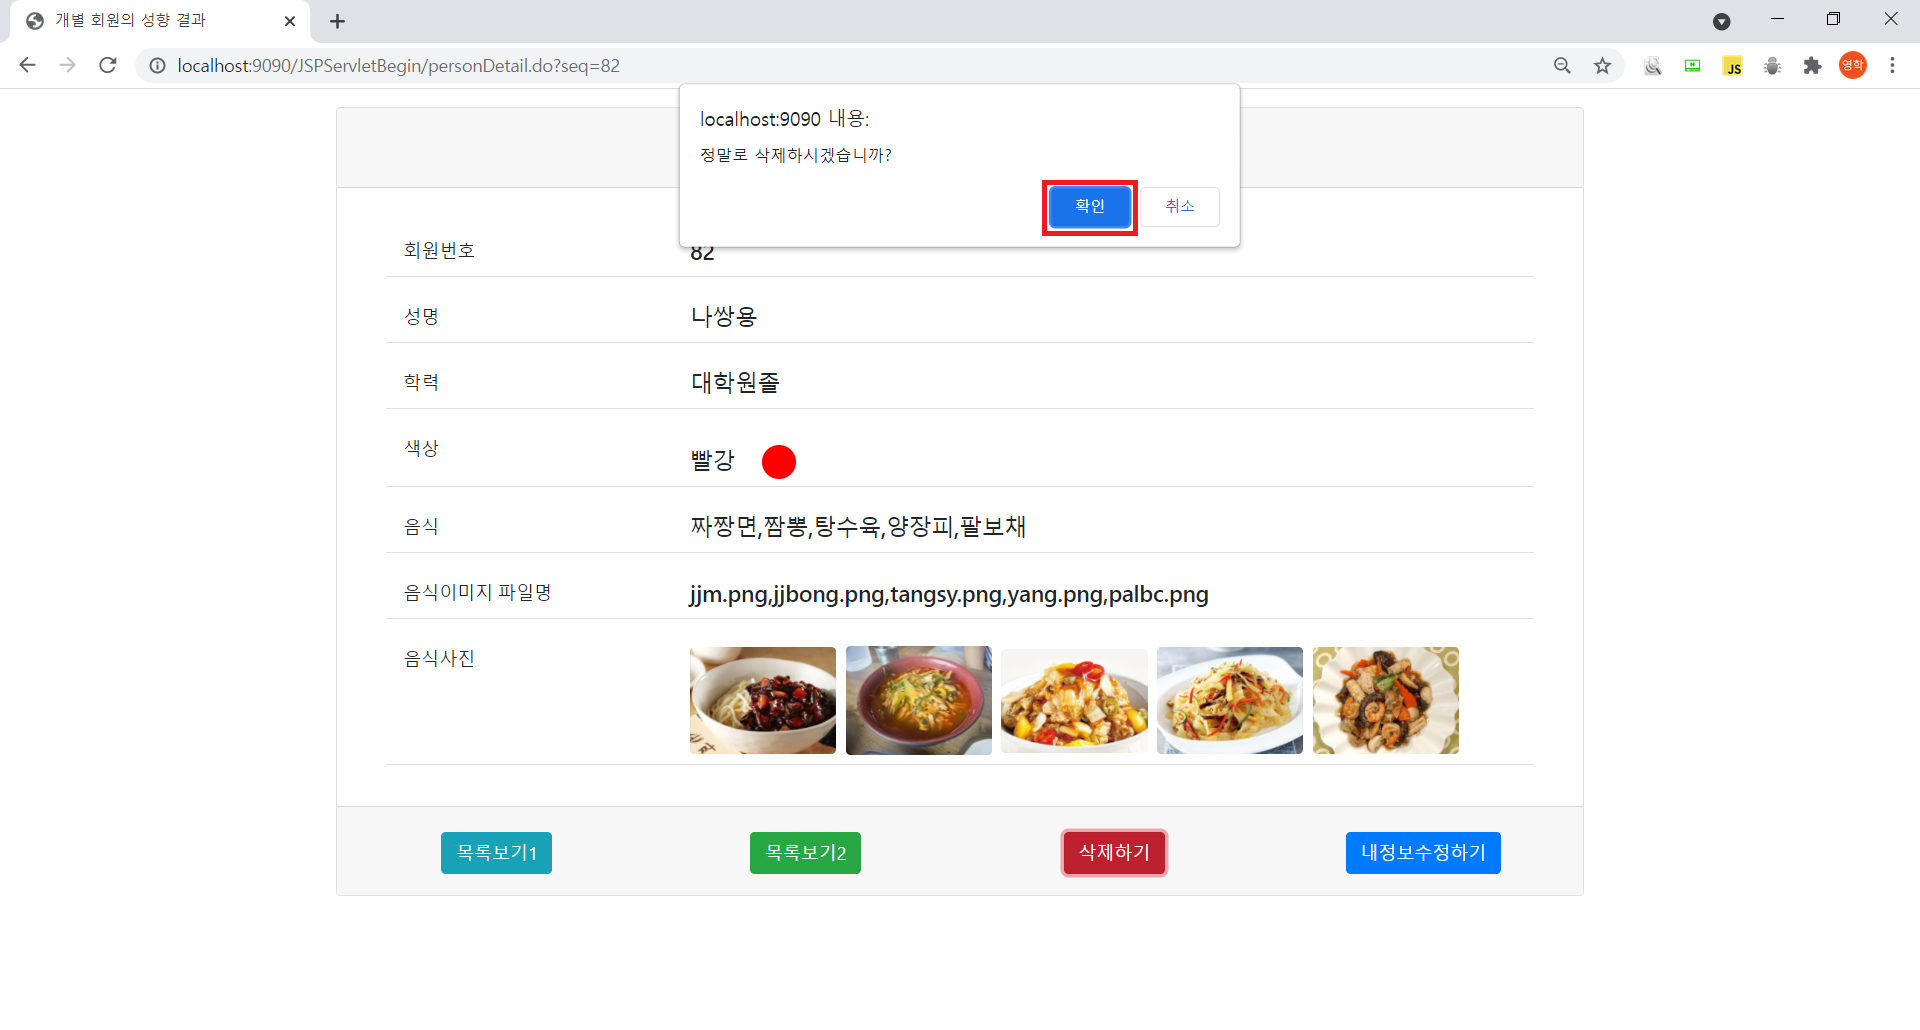 개별 회원의 성향 결과
localhost:9090/JSPServletBegin/personDetail.do?seq=82
JS
영학
localhost:9090 내용:
정말로 삭제하시겠습니까?
확인 취소
회원번호 82
성명 나쌍용
학력 대학원졸
색상 빨강
음식 짜짱면,짬뽕,탕수육,양장피,팔보채
음식이미지 파일명 jjm.png,jjbong.png,tangsy.png,yang.png,palbc.png
음식사진
목록보기1 목록보기2 삭제하기 내정보수정하기